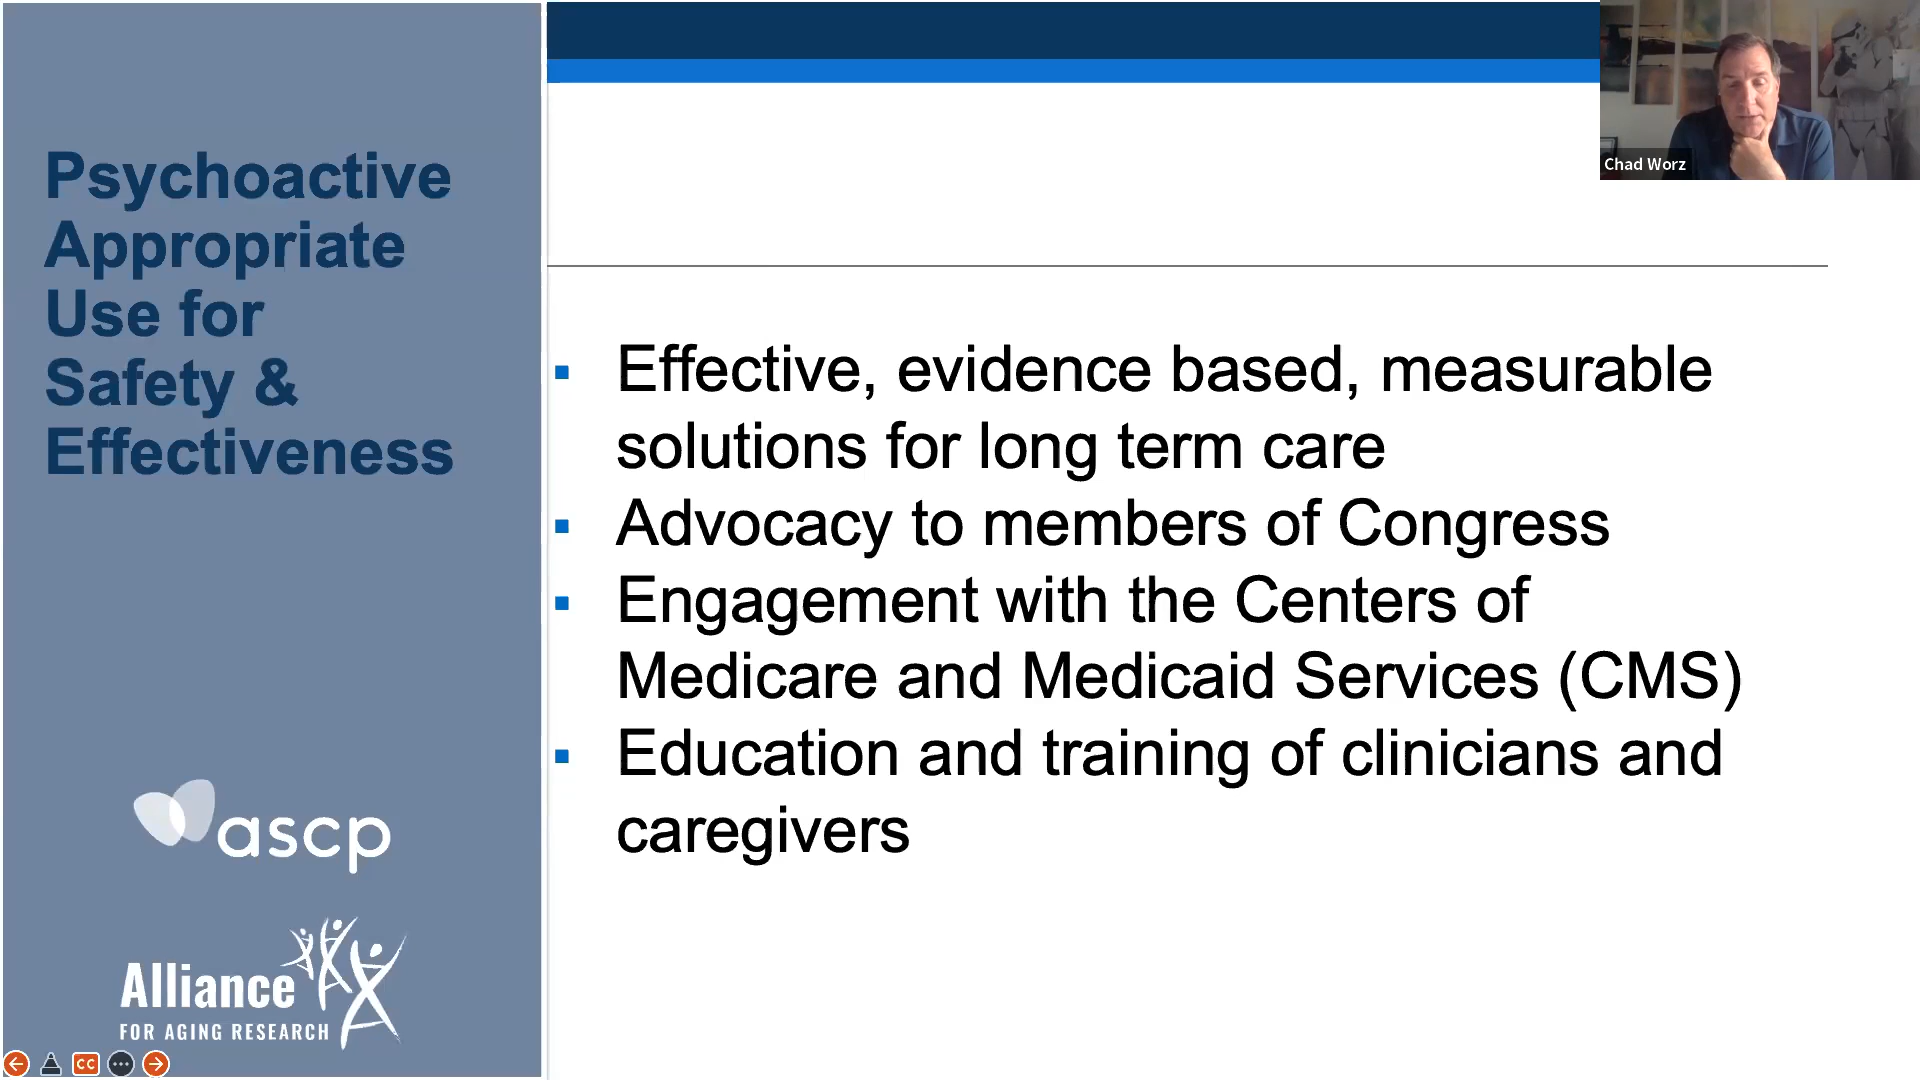 Psychoactive
Appropriate
Use for
Safety &
Effectiveness
ascp
Alliance
FOR AGING RESEARCH
CC
Effective, evidence based, measurable
solutions for long term care
Advocacy to members of Congress
Engagement with the Centers of
Medicare and Medicaid Services (CMS)
Education and training of clinicians and
caregivers
Chad Worz